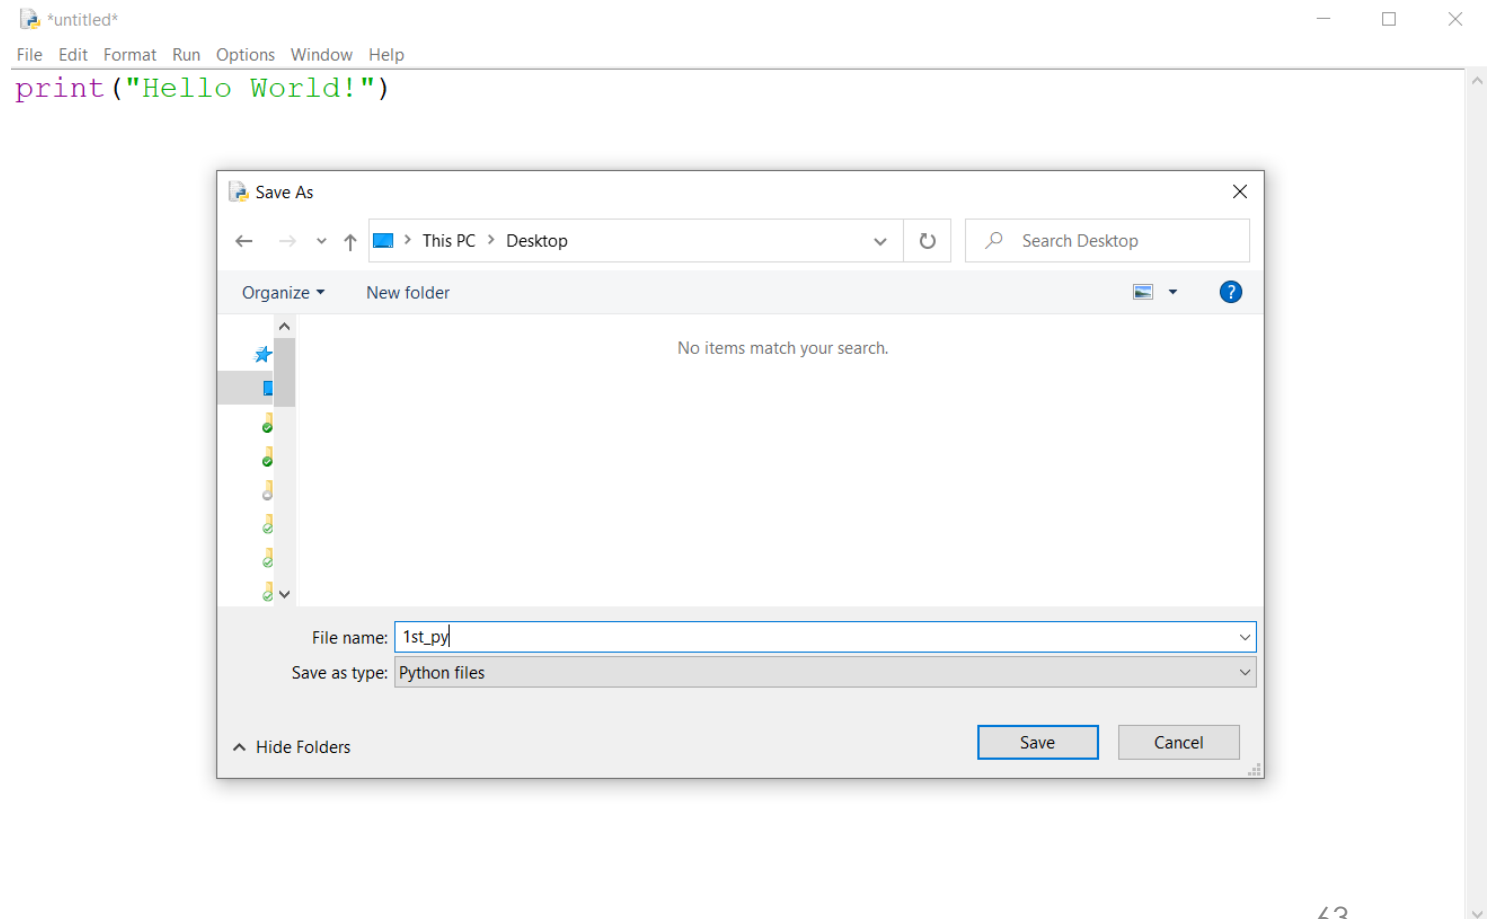 *untitled*
File Edit Format Run Options Window Help
print("Hello World!")
Save As
This PC > Desktop
Search Desktop
Organize New folder
?
No items match your search.
File name: 1st_py
Save as type: Python files
Hide Folders
Save Cancel
63